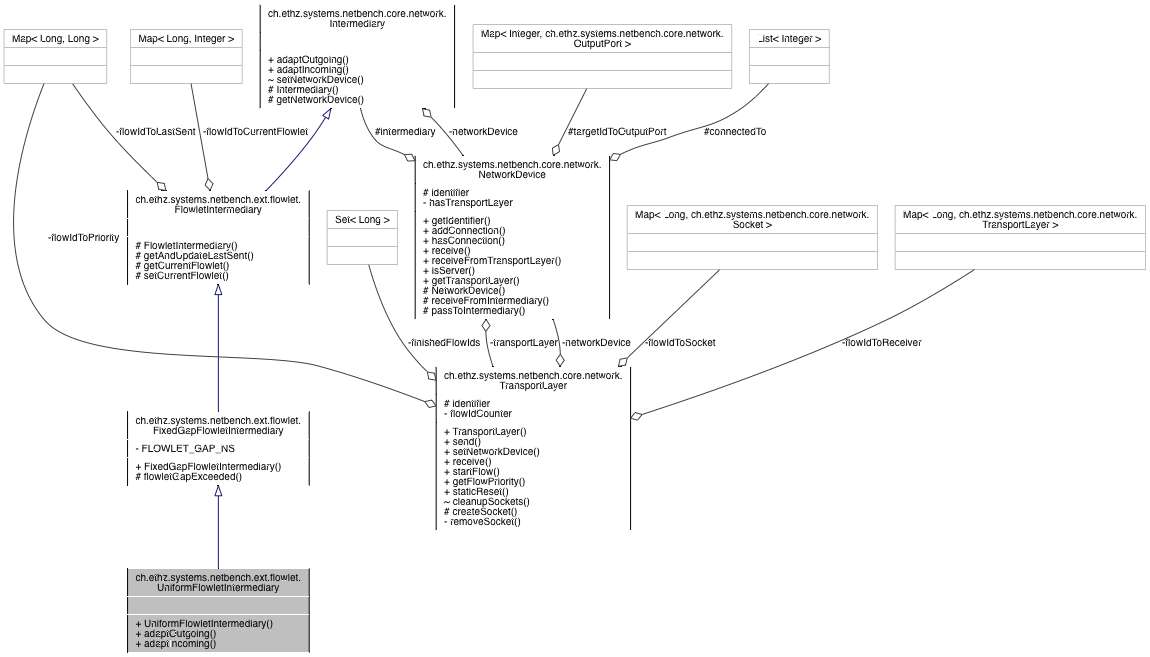 Map< Long, Long >
Map< Long, Integer >
ch.ethz.systems.netbench.core.network.
Intermediary
+ adaptOutgoing()
+ adaptIncoming()
~ setNetworkDevice()
# Intermediary()
# getNetworkDevice()
Map< Integer, ch.ethz.systems.netbench.core.network.
OutputPort >
List< Integer >
-flowIdToLastSent
-flowIdToCurrentFlowlet
#intermediary
-networkDevice
#targetIdToOutputPort
#connectedTo
ch.ethz.systems.netbench.ext.flowlet.
FlowletIntermediary
# FlowletIntermediary()
# getAndUpdateLastSent()
# getCurrentFlowlet()
# setCurrentFlowlet()
-flowIdToPriority
Set< Long >
ch.ethz.systems.netbench.core.network.
NetworkDevice
# identifier
- hasTransportLayer
+ getIdentifier()
+ addConnection()
+ hasConnection()
+ receive()
+ receiveFromTransportLayer()
+ isServer()
+ getTransportLayer()
# NetworkDevice()
# receiveFromIntermediary()
# passToIntermediary()
Map< Long, ch.ethz.systems.netbench.core.network.
Socket >
Map< Long, ch.ethz.systems.netbench.core.network.
TransportLayer >
-finishedFlowIds
-transportLayer
-networkDevice
-flowIdToSocket
-flowIdToReceiver
ch.ethz.systems.netbench.core.network.
TransportLayer
# identifier
- flowIdCounter
+ TransportLayer()
+ send()
+ setNetworkDevice()
+ receive()
+ startFlow()
+ getFlowPriority()
+ staticReset()
~ cleanupSockets()
# createSocket()
- removeSocket()
ch.ethz.systems.netbench.ext.flowlet.
FixedGapFlowletIntermediary
- FLOWLET_GAP_NS
+ FixedGapFlowletIntermediary()
# flowletGapExceeded()
ch.ethz.systems.netbench.ext.flowlet.
UniformFlowletIntermediary
+ UniformFlowletIntermediary()
+ adaptOutgoing()
+ adaptIncoming()